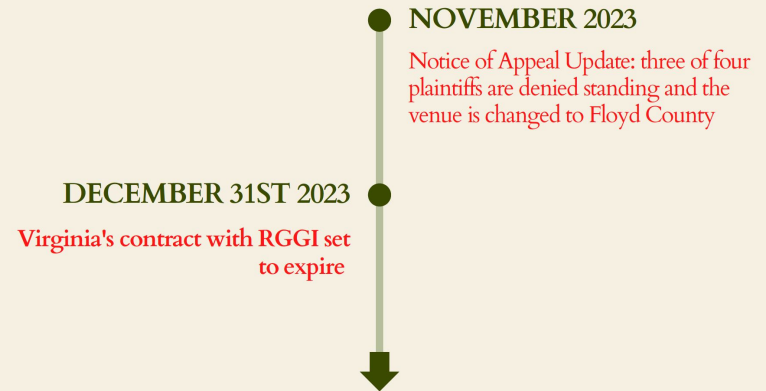 NOVEMBER 2023
Notice of Appeal Update: three of four
plaintiffs are denied standing and the
venue is changed to Floyd County
DECEMBER 31ST 2023
Virginia's contract with RGGI set
to expire